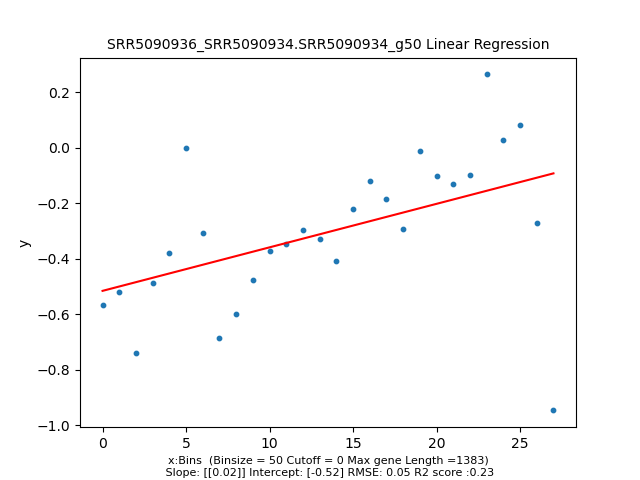 SRR5090936_SRR5090934.SRR5090934_g50 Linear Regression
y
0.2
0.0
−0.2
−0.4
−0.6
−0.8
−1.0
0 5 10 15 20 25
x:Bins  (Binsize = 50 Cutoff = 0 Max gene Length =1383)
Slope: [[0.02]] Intercept: [-0.52] RMSE: 0.05 R2 score :0.23